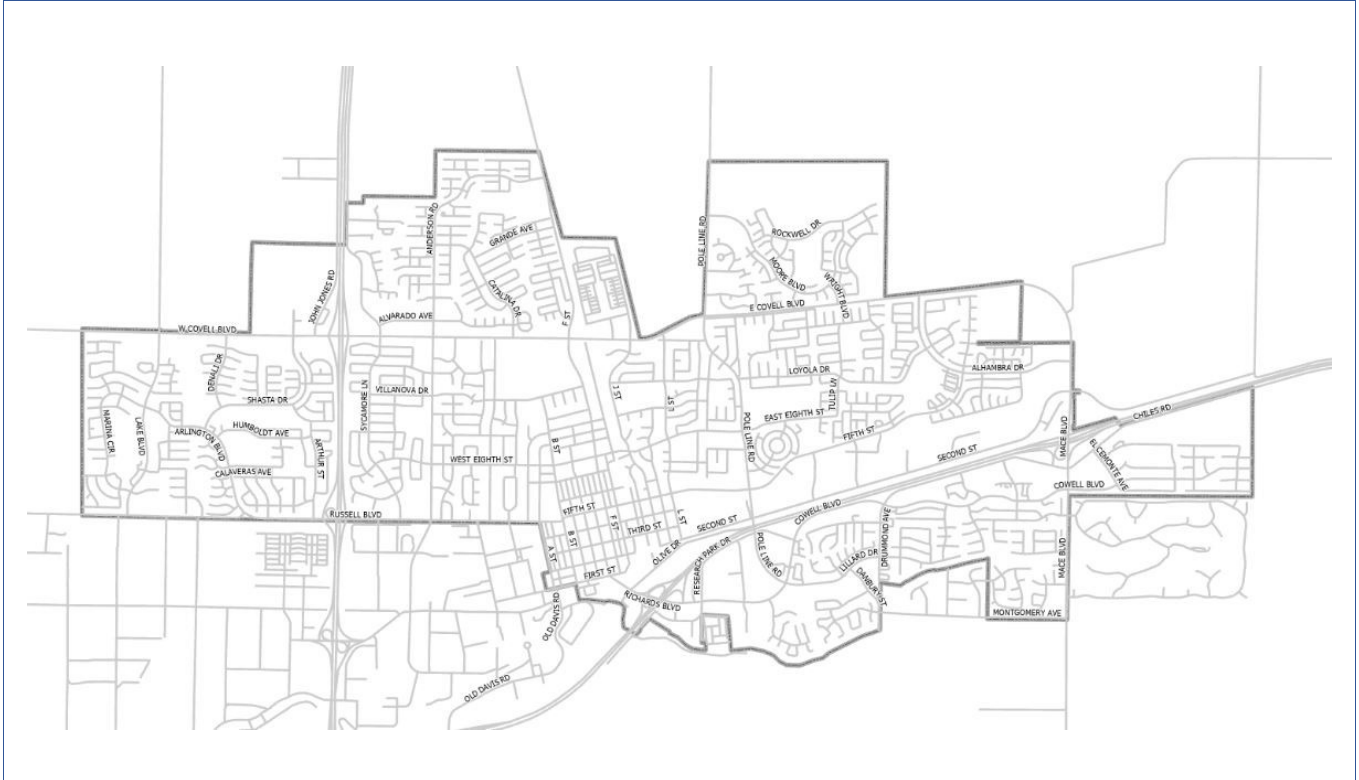 ROCKWELL DR
ANDERSON RD
GRANDE AVE
POLE LINE RD
MOORE BLVD
WRIGHT BLVD
JOHN JONES RD
CATALINA DR
E COVELL BLVD
ALVARADO AVE
F ST
W COVELL BLVD
DENALI DR
LOYOLA DR
ALHAMBRA DR
SHASTA DR
SYCAMORE LN
VILLANOVA DR
J ST
L ST
TULIP LN
EAST EIGHTH ST
POLE LINE RD
CHILES RD
MARINA CIR
LAKE BLVD
ARLINGTON BLVD
HUMBOLDT AVE
ARTHUR ST
B ST
FIFTH ST
MACE BLVD
SECOND ST
EL CEMONTE AVE
CALAVERAS AVE
WEST EIGHTH ST
COWELL BLVD
FIFTH ST
RUSSELL BLVD
F ST
L ST
THIRD ST
SECOND ST
COWELL BLVD
B ST
A ST
OLIVE DR
RESEARCH PARK DR
POLE LINE RD
LILLARD DR
DRUMMOND AVE
MACE BLVD
FIRST ST
DANBURY ST
RICHARDS BLVD
OLD DAVIS RD
MONTGOMERY AVE
OLD DAVIS RD